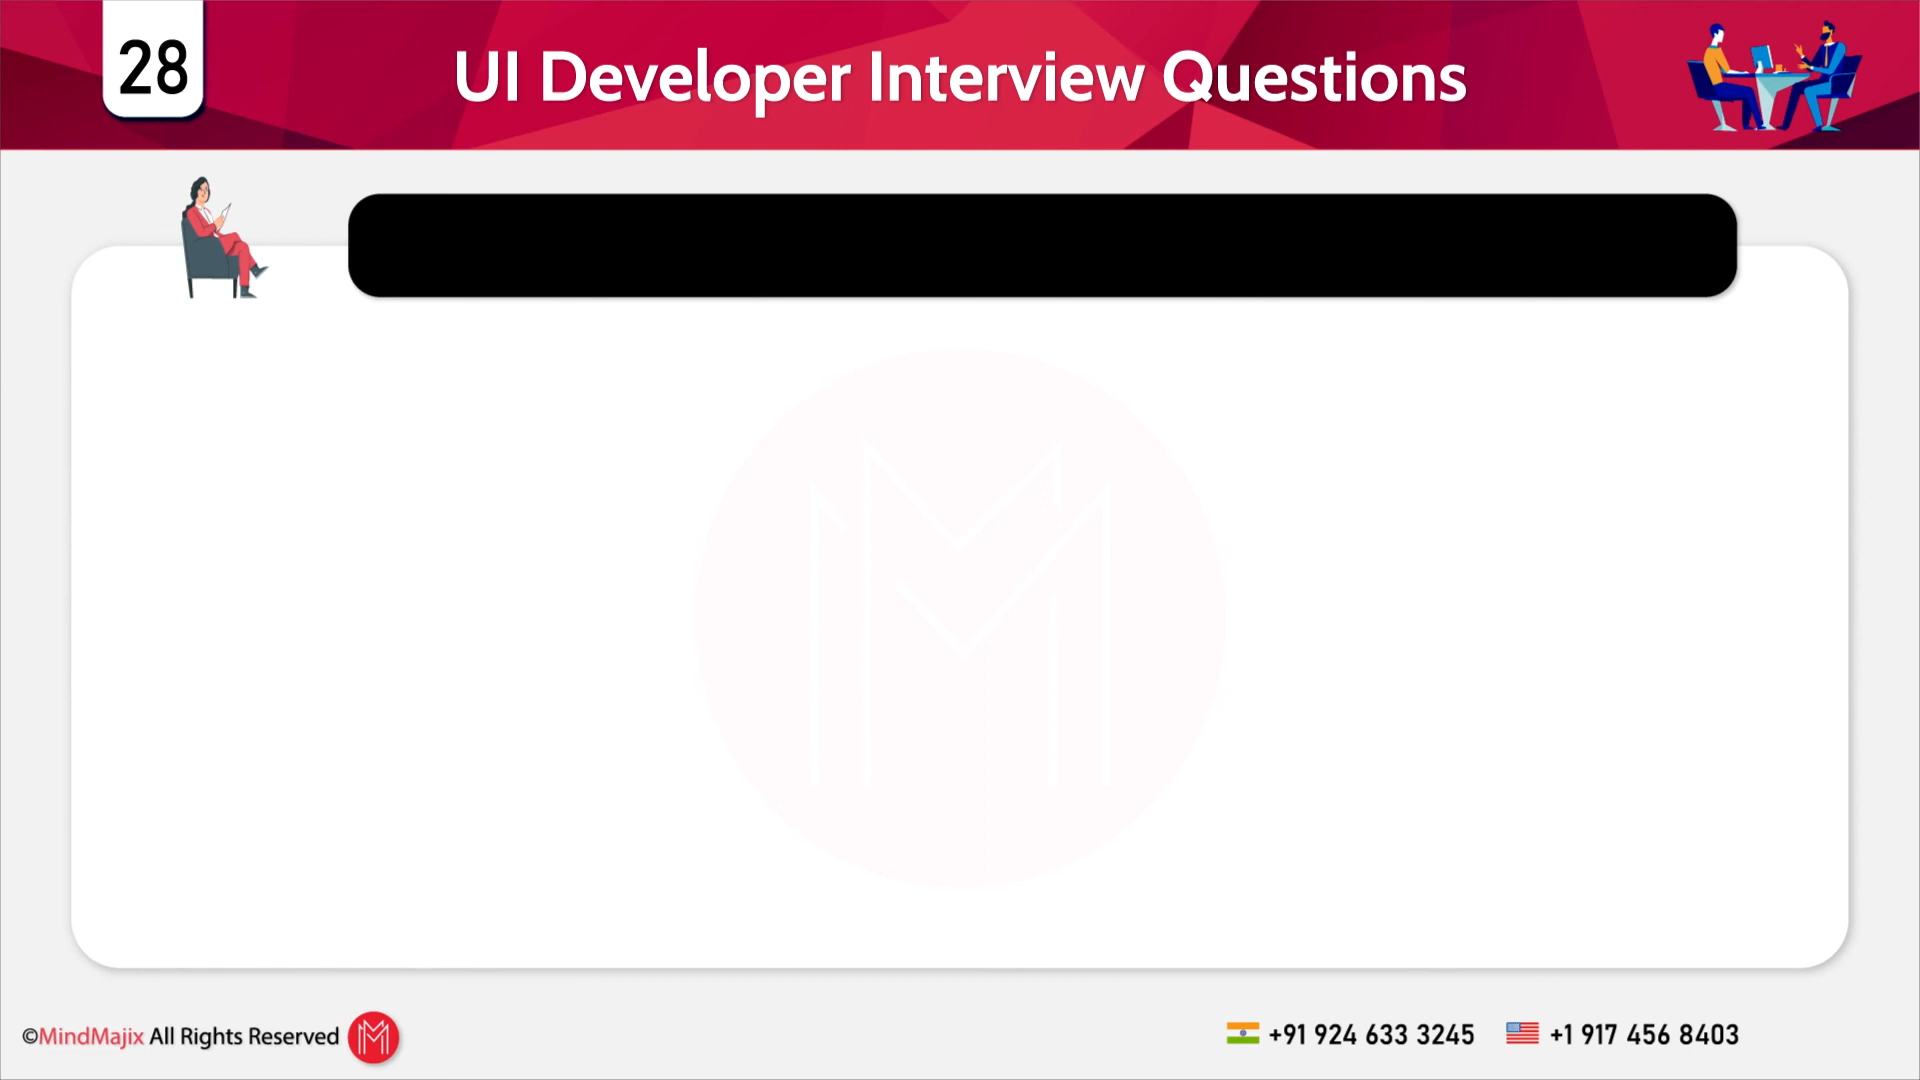 28
UI Developer Interview Questions
©MindMajix All Rights Reserved
+91 924 633 3245
+1 917 456 8403